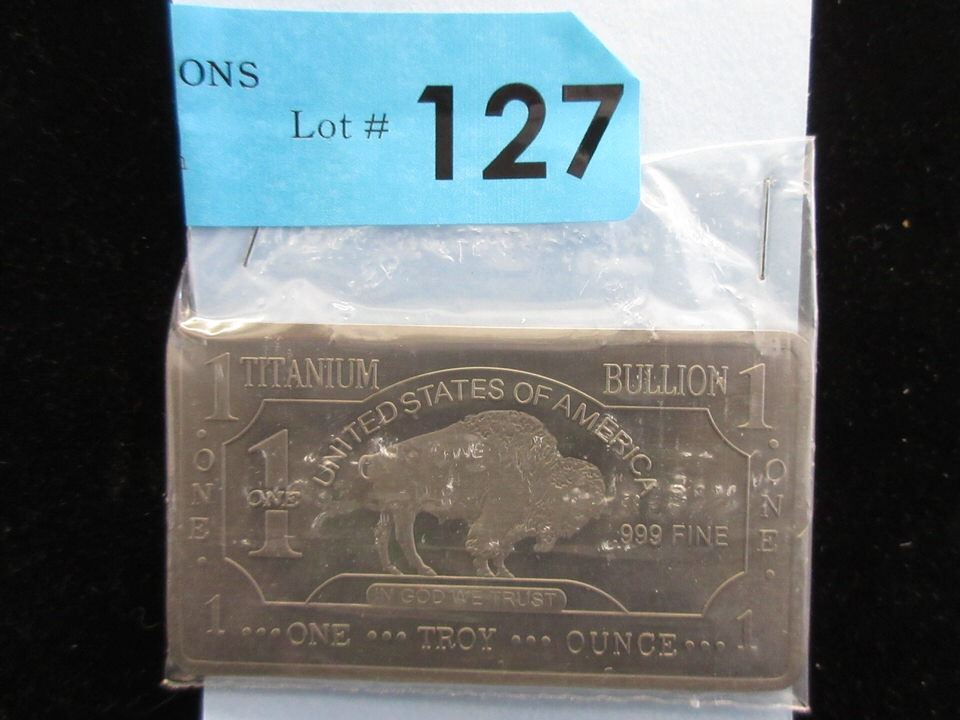 ONS
Lot # 127
1 TITANIUM BULLION 1
UNITED STATES OF AMERICA
ONE
1
ONE
ONE
.999 FINE
IN GOD WE TRUST
1 ••• ONE ••• TROY ••• OUNCE ••• 1